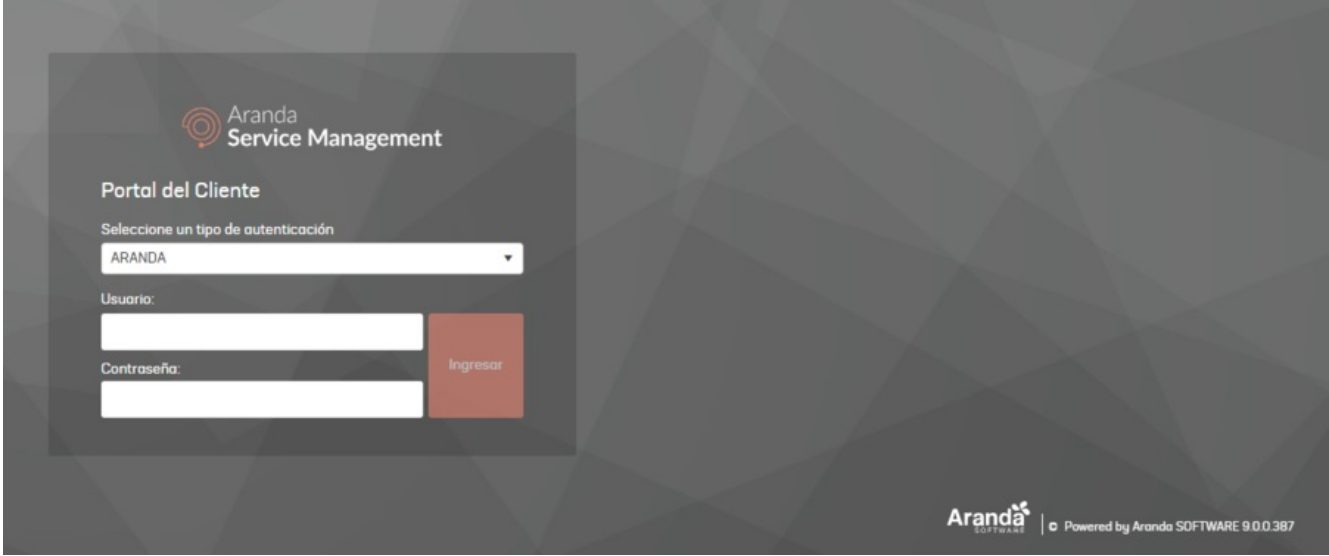 Aranda
Service Management
Portal del Cliente
Seleccione un tipo de autenticación
ARANDA
Usuario:
Ingresar
Contraseña:
Aranda
SOFTWARE
© Powered by Aranda SOFTWARE 9.0.0.387